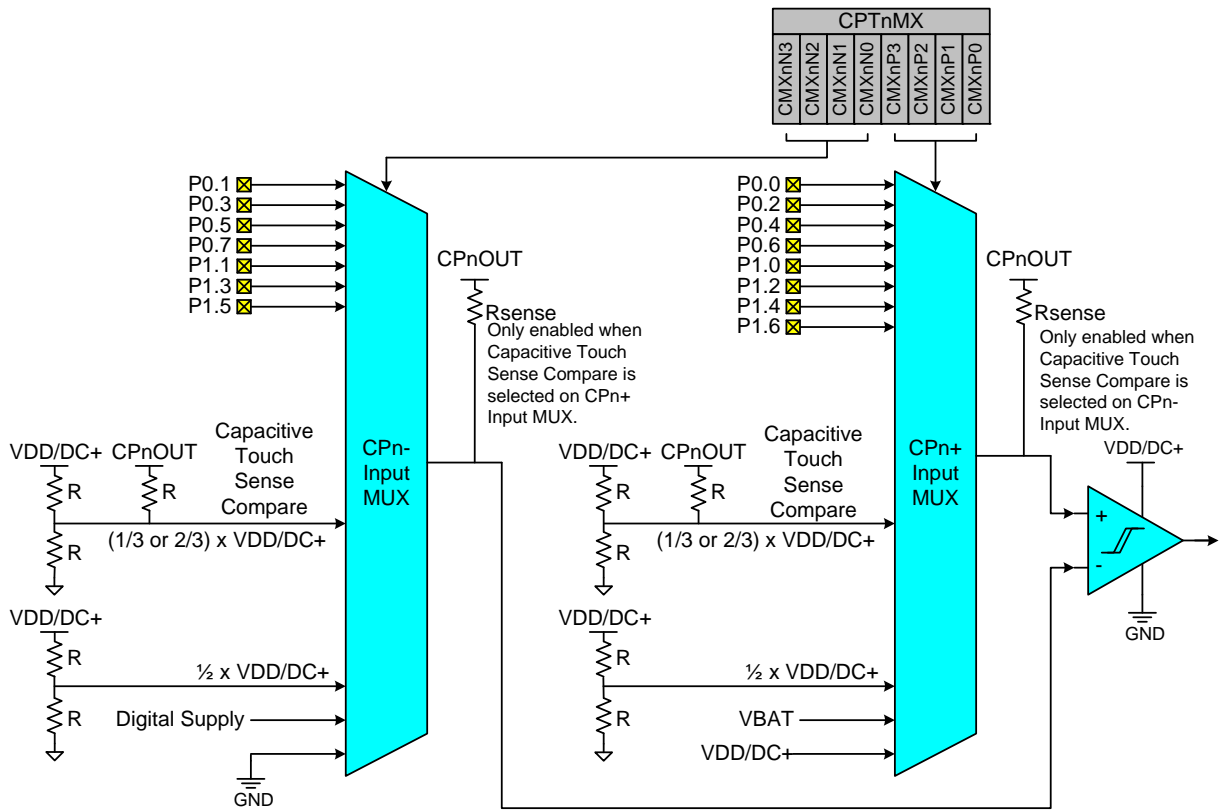 CPTnMX
CMXnN3
CMXnN2
CMXnN1
CMXnN0
CMXnP3
CMXnP2
CMXnP1
CMXnP0
P0.1
P0.3
P0.5
P0.7
P1.1
P1.3
P1.5
CPnOUT
Rsense
Only enabled when
Capacitive Touch
Sense Compare is
selected on CPn+
Input MUX.
VDD/DC+
CPnOUT
Capacitive
Touch
Sense
Compare
R
R
R
(1/3 or 2/3) x VDD/DC+
CPn-
Input
MUX
VDD/DC+
R
R
½ x VDD/DC+
Digital Supply
GND
P0.0
P0.2
P0.4
P0.6
P1.0
P1.2
P1.4
P1.6
CPnOUT
Rsense
Only enabled when
Capacitive Touch
Sense Compare is
selected on CPn-
Input MUX.
VDD/DC+
CPnOUT
Capacitive
Touch
Sense
Compare
R
R
R
(1/3 or 2/3) x VDD/DC+
CPn+
Input
MUX
VDD/DC+
R
R
½ x VDD/DC+
VBAT
VDD/DC+
VDD/DC+
+
-
GND